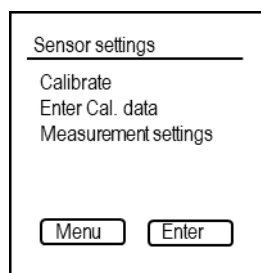 Sensor settings
Calibrate
Enter Cal. data
Measurement settings
Menu Enter